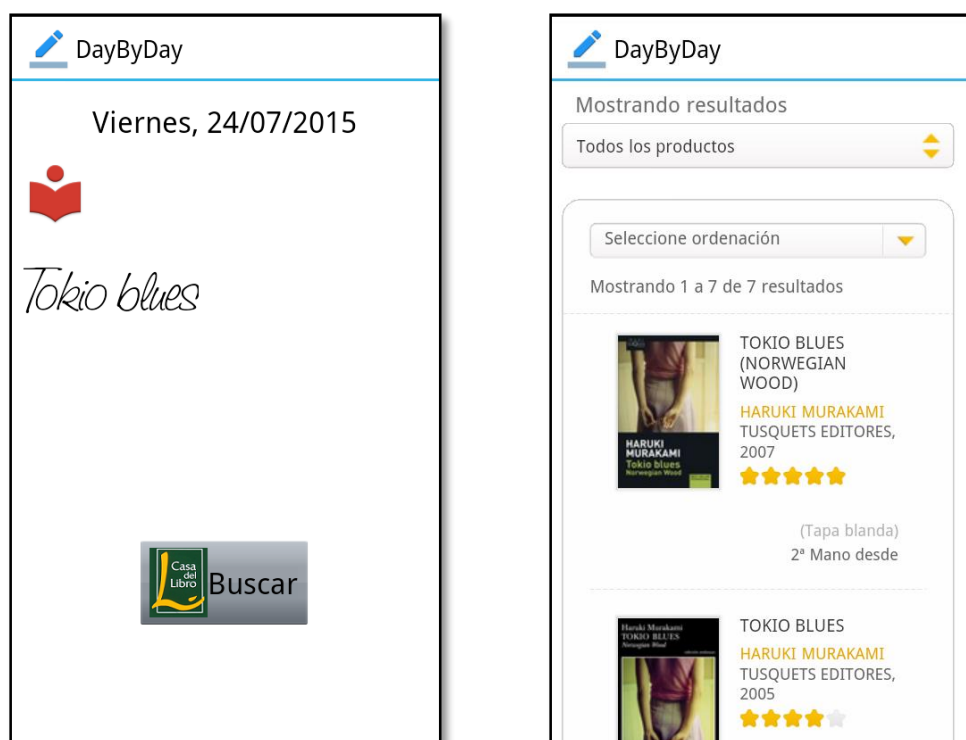 DayByDay
Viernes, 24/07/2015
Tokio blues
Casa
del
Libro
Buscar
DayByDay
Mostrando resultados
Todos los productos
Seleccione ordenación
Mostrando 1 a 7 de 7 resultados
HARUKI
MURAKAMI
Tokio blues
Norwegian Wood
TOKIO BLUES
(NORWEGIAN
WOOD)
HARUKI MURAKAMI
TUSQUETS EDITORES,
2007
(Tapa blanda)
2ª Mano desde
Haruki Murakami
TOKIO BLUES
Norwegian Wood
TOKIO BLUES
HARUKI MURAKAMI
TUSQUETS EDITORES,
2005